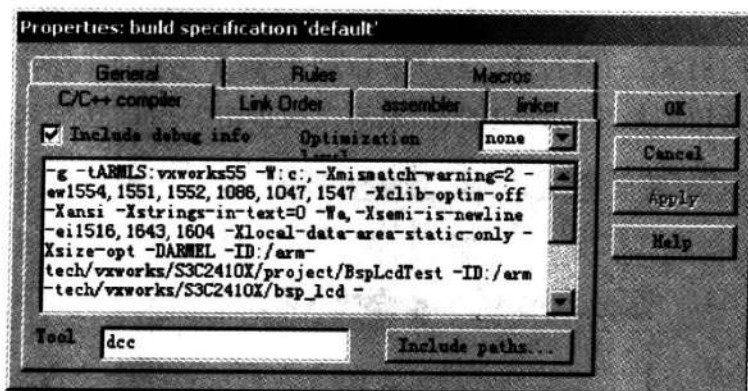 Properties: build specification 'default'
General Rules Macros
C/C++ compiler Link Order assembler linker
Include debug info Optimization none
-g -tARMLS:vxworks55 -W:c:,-Xmismatch-warning=2 -
ew1554, 1551, 1552, 1086, 1047, 1547 -Xclib-optim-off
-Xansi -Xstrings-in-text=0 -Wa,-Xsemi-is-newline
-ei1516, 1643, 1604 -Xlocal-data-area-static-only -
Xsize-opt -DARMEL -ID:/arm-
tech/vxworks/S3C2410X/project/BspLcdTest -ID:/arm
-tech/vxworks/S3C2410X/bsp_lcd -
Tool dcc Include paths...
OK
Cancel
Apply
Help